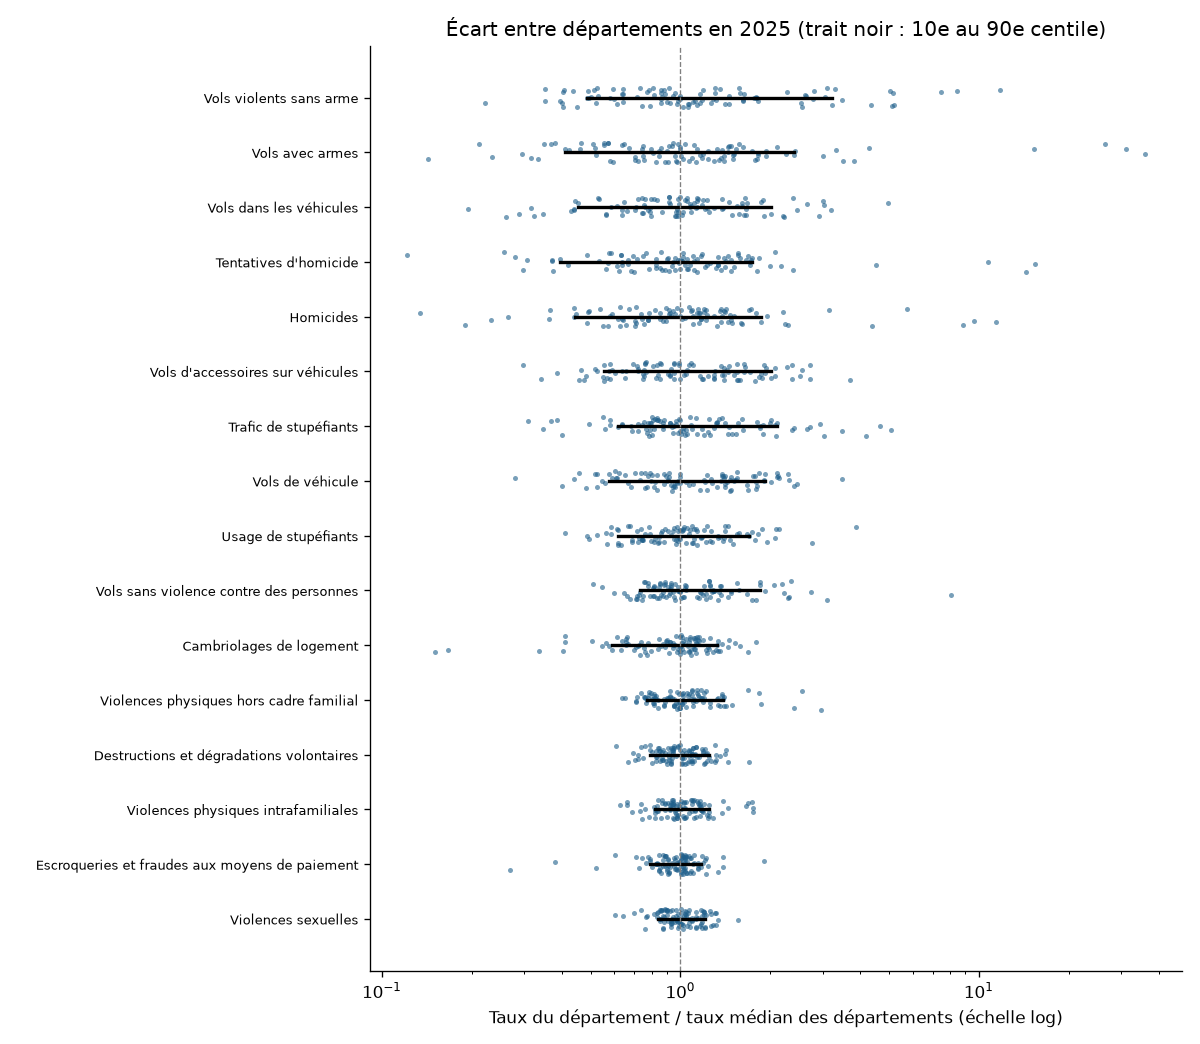 Écart entre départements en 2025 (trait noir : 10e au 90e centile)
Vols violents sans arme
Vols avec armes
Vols dans les véhicules
Tentatives d'homicide
Homicides
Vols d'accessoires sur véhicules
Trafic de stupéfiants
Vols de véhicule
Usage de stupéfiants
Vols sans violence contre des personnes
Cambriolages de logement
Violences physiques hors cadre familial
Destructions et dégradations volontaires
Violences physiques intrafamiliales
Escroqueries et fraudes aux moyens de paiement
Violences sexuelles
10⁻¹ 10⁰ 10¹
Taux du département / taux médian des départements (échelle log)